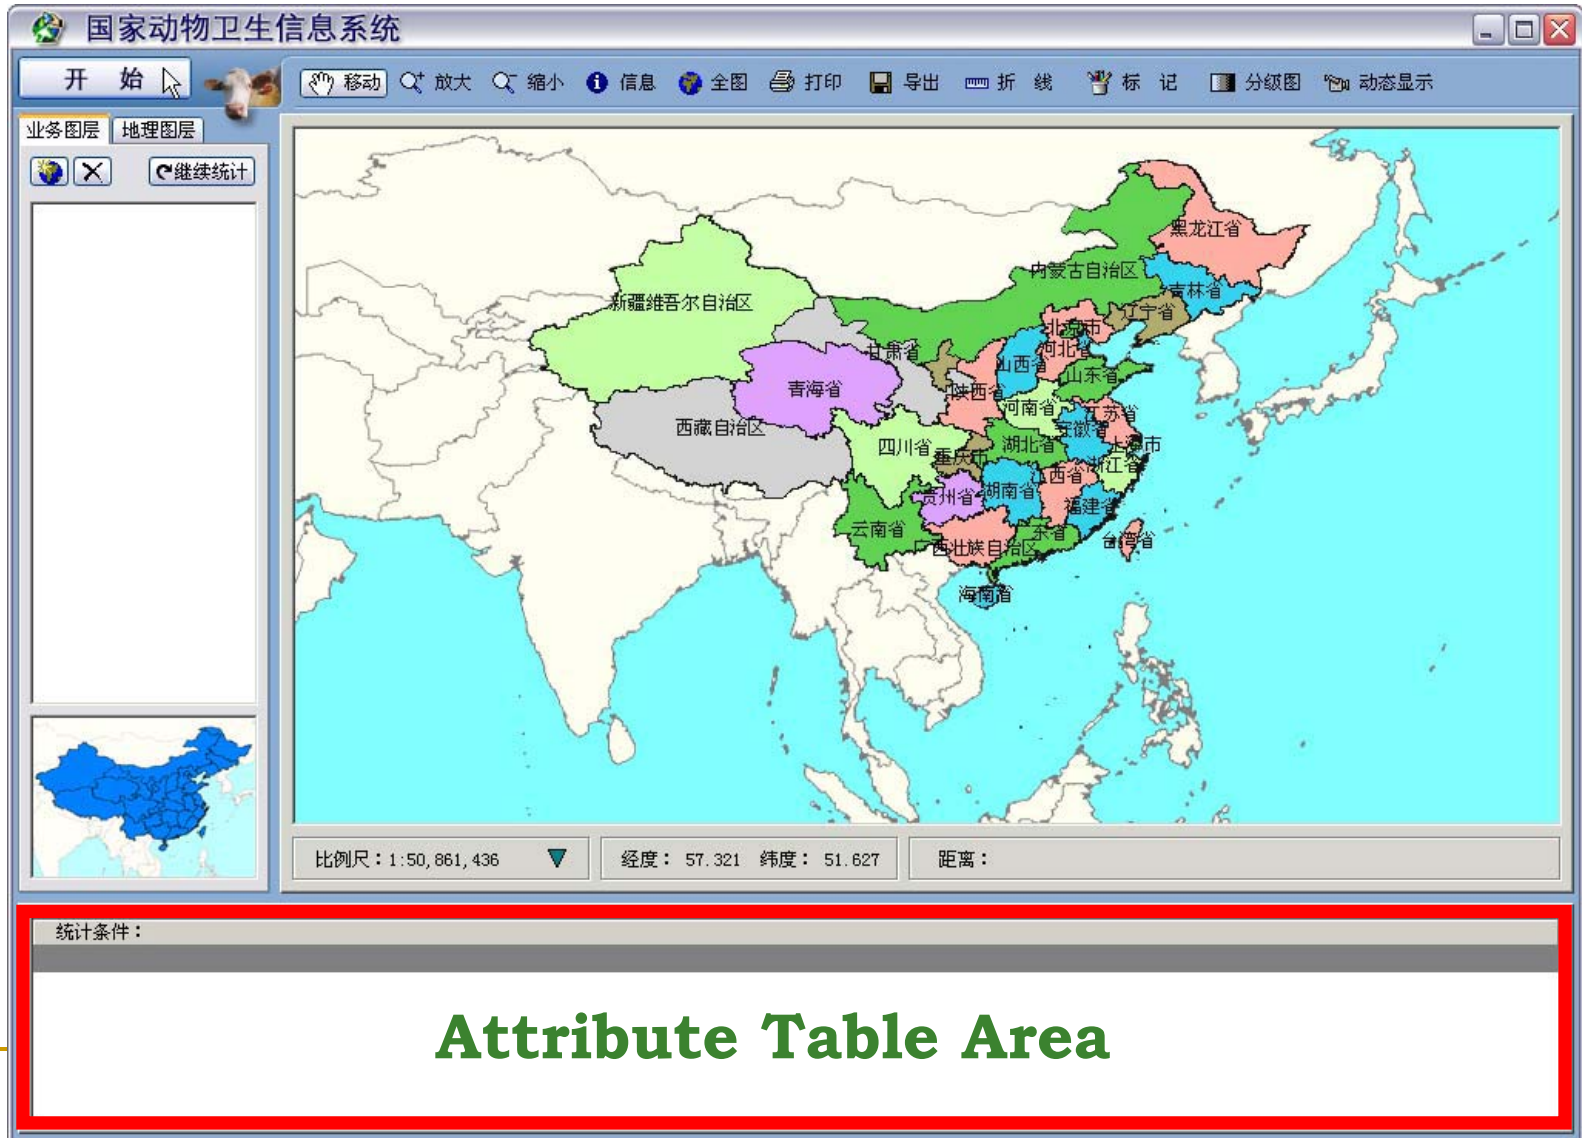 国家动物卫生信息系统
开 始
移动 放大 缩小 信息 全图 打印 导出 折 线 标 记 分级图 动态显示
业务图层 地理图层
继续统计
黑龙江省
内蒙古自治区
吉林省
新疆维吾尔自治区
辽宁省
北京市
甘肃省
河北省
山西省
山东省
青海省
陕西省
河南省
江苏省
西藏自治区
安徽省
四川省
湖北省
上海市
重庆市
浙江省
江西省
贵州省
湖南省
福建省
云南省
广东省
台湾省
广西壮族自治区
海南省
比例尺：1:50,861,436
经度： 57.321 纬度： 51.627
距离：
统计条件：
Attribute Table Area